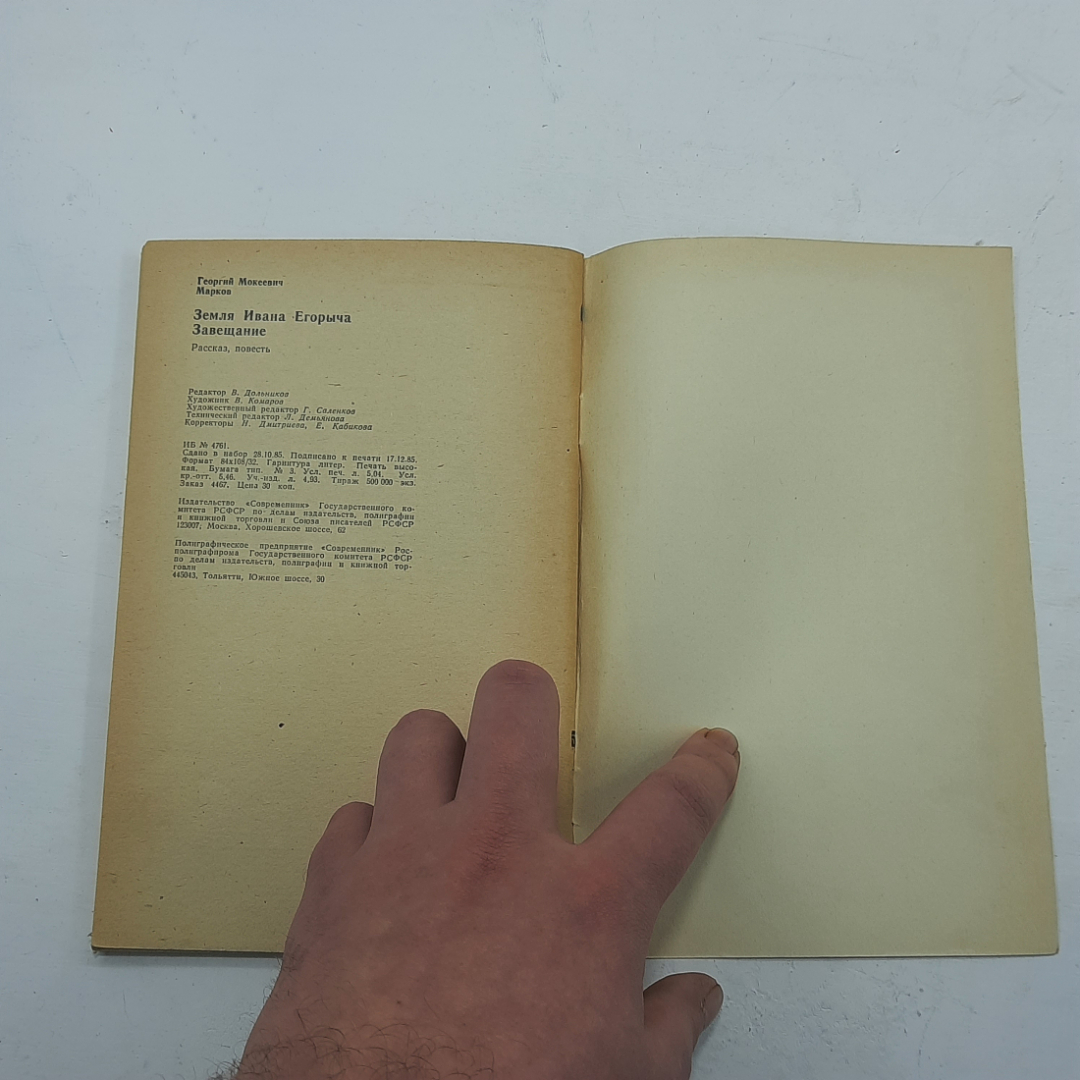 Георгий Мокеевич
Марков
Земля Ивана Егорыча
Завещание
Рассказ, повесть
Редактор В. Дольников
Художник В. Комаров
Художественный редактор Г. Саленков
Технический редактор Л. Демьянова
Корректоры Н. Дмитриева, Е. Кабикова
ИБ № 4761.
Сдано в набор 28.10.85. Подписано к печати 17.12.85.
Формат 84х108/32. Гарнитура литер. Печать высо-
кая. Бумага тип. № 3. Усл. печ. л. 5,04. Усл.
кр.-отт. 5,46. Уч.-изд. л. 4,93. Тираж 500 000 экз.
Заказ 4467. Цена 30 коп.
Издательство «Современник» Государственного ко-
митета РСФСР по делам издательств, полиграфии
и книжной торговли и Союза писателей РСФСР
123007, Москва, Хорошевское шоссе, 62
Полиграфическое предприятие «Современник» Рос-
полиграфпрома Государственного комитета РСФСР
по делам издательств, полиграфии и книжной тор-
говли
445043, Тольятти, Южное шоссе, 30